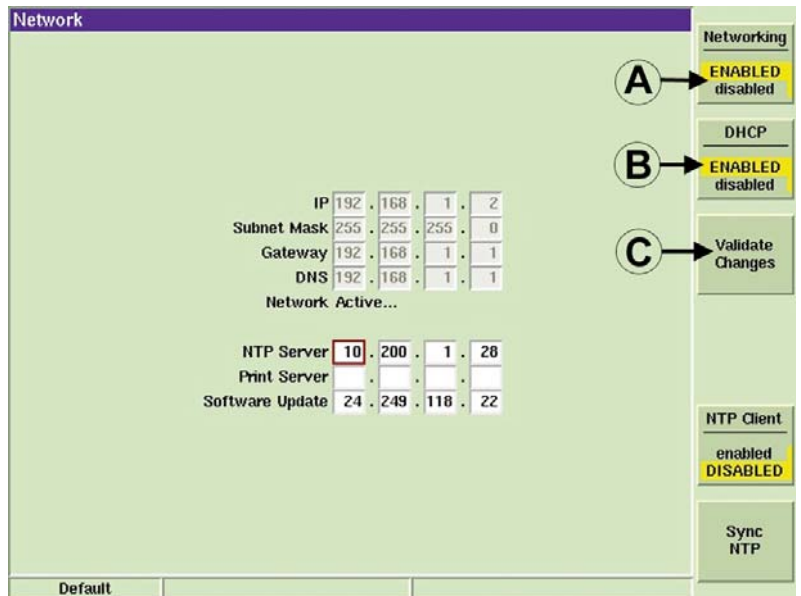 Network
Networking
ENABLED
disabled
A
DHCP
ENABLED
disabled
B
Validate
Changes
C
IP 192 . 168 . 1 . 2
Subnet Mask 255 . 255 . 255 . 0
Gateway 192 . 168 . 1 . 1
DNS 192 . 168 . 1 . 1
Network Active...
NTP Server 10 . 200 . 1 . 28
Print Server . . .
Software Update 24 . 249 . 118 . 22
NTP Client
enabled
DISABLED
Sync
NTP
Default